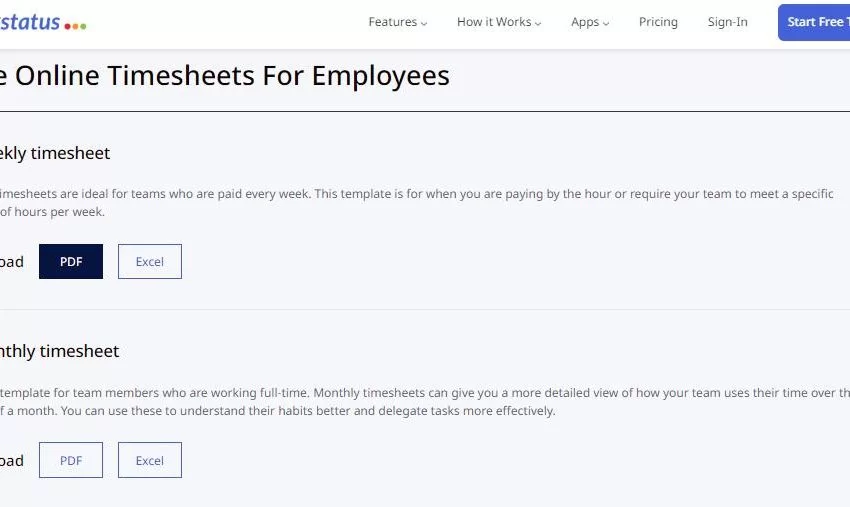 status
Features How it Works Apps Pricing Sign-In Start Free T
e Online Timesheets For Employees
ekly timesheet
imesheets are ideal for teams who are paid every week. This template is for when you are paying by the hour or require your team to meet a specific
of hours per week.
oad PDF Excel
nthly timesheet
template for team members who are working full-time. Monthly timesheets can give you a more detailed view of how your team uses their time over th
f a month. You can use these to understand their habits better and delegate tasks more effectively.
oad PDF Excel